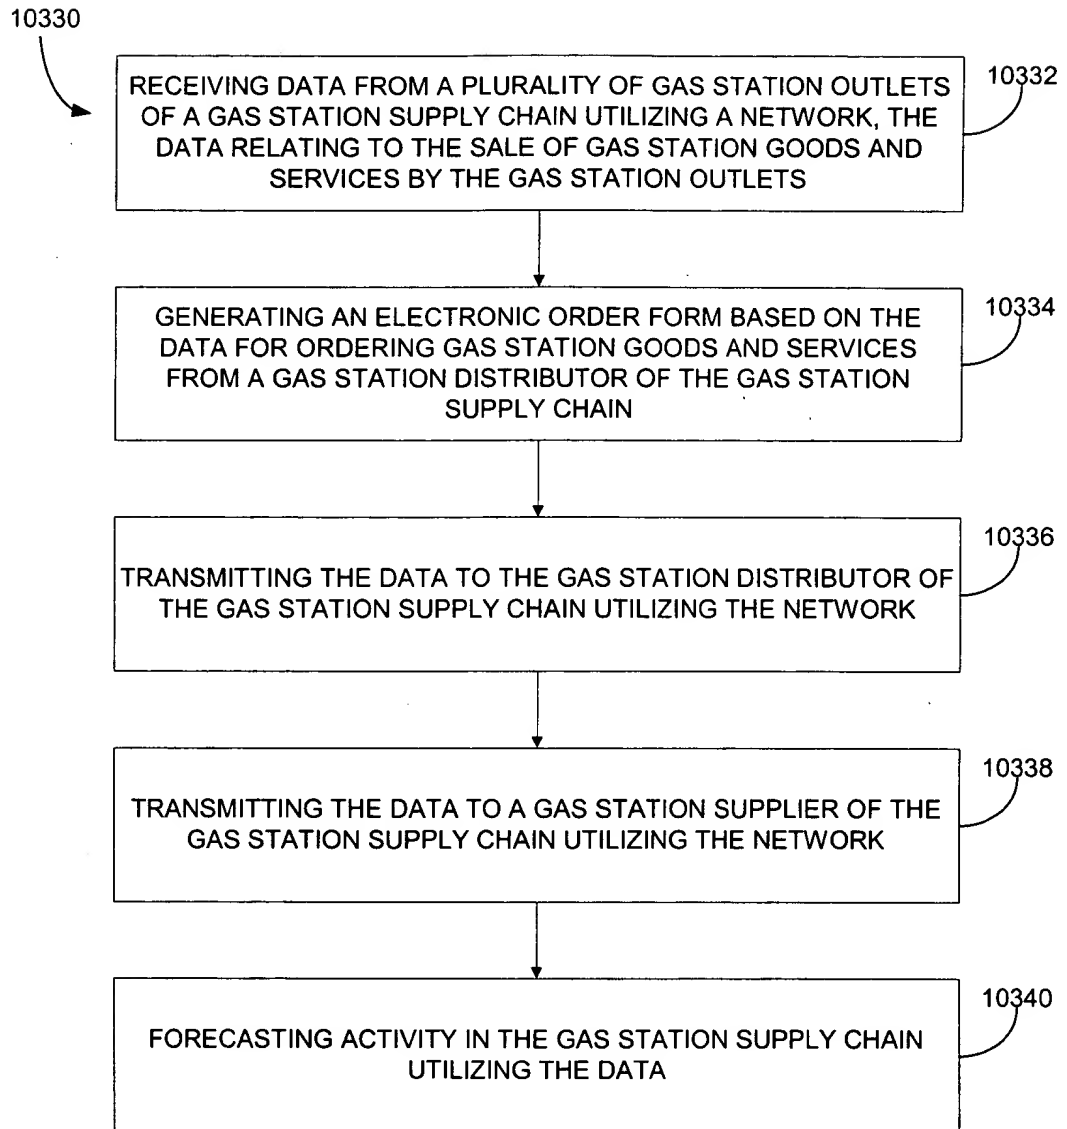 10330
RECEIVING DATA FROM A PLURALITY OF GAS STATION OUTLETS
OF A GAS STATION SUPPLY CHAIN UTILIZING A NETWORK, THE
DATA RELATING TO THE SALE OF GAS STATION GOODS AND
SERVICES BY THE GAS STATION OUTLETS
10332
GENERATING AN ELECTRONIC ORDER FORM BASED ON THE
DATA FOR ORDERING GAS STATION GOODS AND SERVICES
FROM A GAS STATION DISTRIBUTOR OF THE GAS STATION
SUPPLY CHAIN
10334
TRANSMITTING THE DATA TO THE GAS STATION DISTRIBUTOR OF
THE GAS STATION SUPPLY CHAIN UTILIZING THE NETWORK
10336
TRANSMITTING THE DATA TO A GAS STATION SUPPLIER OF THE
GAS STATION SUPPLY CHAIN UTILIZING THE NETWORK
10338
FORECASTING ACTIVITY IN THE GAS STATION SUPPLY CHAIN
UTILIZING THE DATA
10340